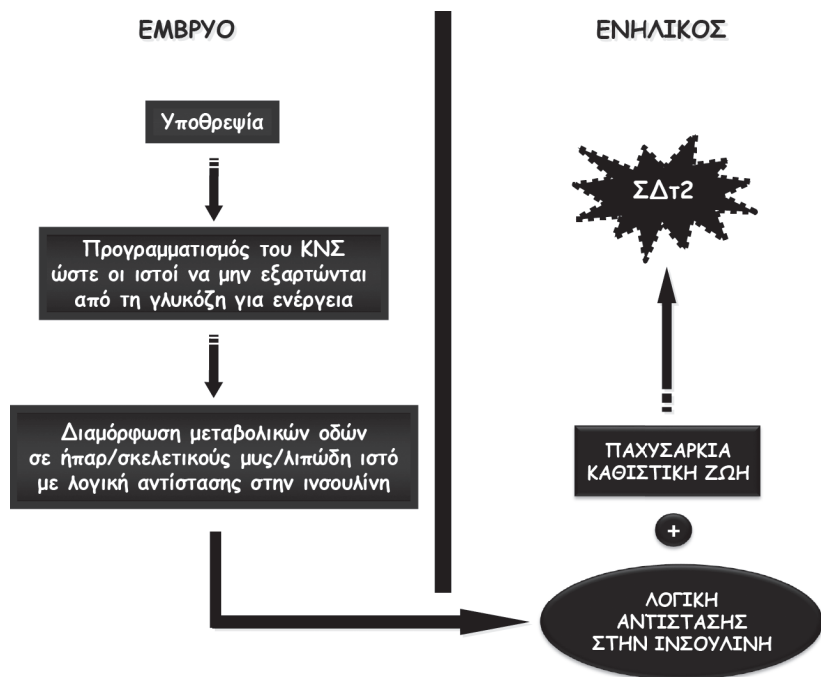 ΕΜΒΡΥΟ
Υποθρεψία
Προγραμματισμός του ΚΝΣ
ώστε οι ιστοί να μην εξαρτώνται
από τη γλυκόζη για ενέργεια
Διαμόρφωση μεταβολικών οδών
σε ήπαρ/σκελετικούς μυς/λιπώδη ιστό
με λογική αντίστασης στην ινσουλίνη
ΕΝΗΛΙΚΟΣ
ΣΔτ2
ΠΑΧΥΣΑΡΚΙΑ
ΚΑΘΙΣΤΙΚΗ ΖΩΗ
+
ΛΟΓΙΚΗ
ΑΝΤΙΣΤΑΣΗΣ
ΣΤΗΝ ΙΝΣΟΥΛΙΝΗ